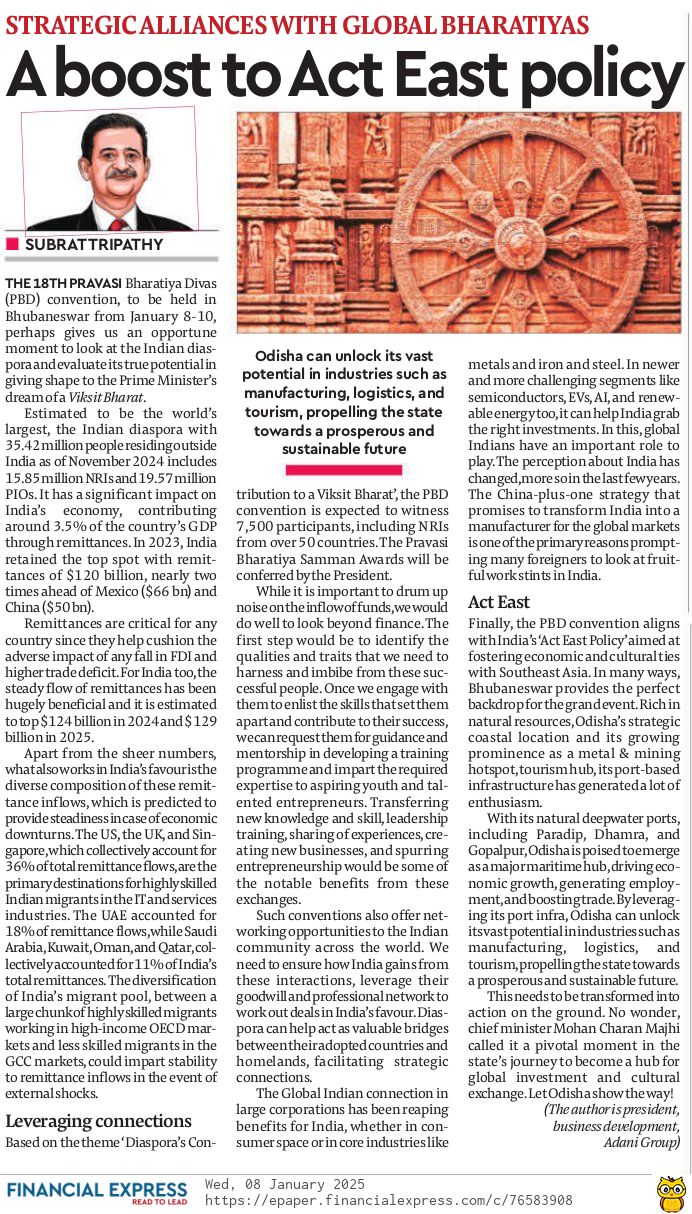 STRATEGIC ALLIANCES WITH GLOBAL BHARATIYAS
A boost to Act East policy
SUBRAT TRIPATHY
THE 18TH PRAVASI Bharatiya Divas
(PBD) convention, to be held in
Bhubaneswar from January 8-10,
perhaps gives us an opportune
moment to look at the Indian dias-
pora and evaluate its true potential in
giving shape to the Prime Minister's
dream of a Viksit Bharat.
Estimated to be the world's
largest, the Indian diaspora with
35.42 million people residing outside
India as of November 2024 includes
15.85 million NRIs and 19.57 million
PIOs. It has a significant impact on
India's economy, contributing
around 3.5% of the country's GDP
through remittances. In 2023, India
retained the top spot with remit-
tances of $120 billion, nearly two
times ahead of Mexico ($66 bn) and
China ($50 bn).
Remittances are critical for any
country since they help cushion the
adverse impact of any fall in FDI and
higher trade deficit. For India too, the
steady flow of remittances has been
hugely beneficial and it is estimated
to top $124 billion in 2024 and $129
billion in 2025.
Apart from the sheer numbers,
what also works in India's favour is the
diverse composition of these remit-
tance inflows, which is predicted to
provide steadiness in case of economic
downturns. The US, the UK, and Sin-
gapore, which collectively account for
36% of total remittance flows, are the
primary destinations for highly skilled
Indian migrants in the IT and services
industries. The UAE accounted for
18% of remittance flows, while Saudi
Arabia, Kuwait, Oman, and Qatar, col-
lectively accounted for 11% of India's
total remittances. The diversification
of India's migrant pool, between a
large chunk of highly skilled migrants
working in high-income OECD mar-
kets and less skilled migrants in the
GCC markets, could impart stability
to remittance inflows in the event of
external shocks.
Leveraging connections
Based on the theme 'Diaspora's Con-
Odisha can unlock its vast
potential in industries such as
manufacturing, logistics, and
tourism, propelling the state
towards a prosperous and
sustainable future
tribution to a Viksit Bharat', the PBD
convention is expected to witness
7,500 participants, including NRIs
from over 50 countries. The Pravasi
Bharatiya Samman Awards will be
conferred by the President.
While it is important to drum up
noise on the inflow of funds, we would
do well to look beyond finance. The
first step would be to identify the
qualities and traits that we need to
harness and imbibe from these suc-
cessful people. Once we engage with
them to enlist the skills that set them
apart and contribute to their success,
we can request them for guidance and
mentorship in developing a training
programme and impart the required
expertise to aspiring youth and tal-
ented entrepreneurs. Transferring
new knowledge and skill, leadership
training, sharing of experiences, cre-
ating new businesses, and spurring
entrepreneurship would be some of
the notable benefits from these
exchanges.
Such conventions also offer net-
working opportunities to the Indian
community across the world. We
need to ensure how India gains from
these interactions, leverage their
goodwill and professional network to
work out deals in India's favour. Dias-
pora can help act as valuable bridges
between their adopted countries and
homelands, facilitating strategic
connections.
The Global Indian connection in
large corporations has been reaping
benefits for India, whether in con-
sumer space or in core industries like
metals and iron and steel. In newer
and more challenging segments like
semiconductors, EVs, AI, and renew-
able energy too, it can help India grab
the right investments. In this, global
Indians have an important role to
play. The perception about India has
changed, more so in the last few years.
The China-plus-one strategy that
promises to transform India into a
manufacturer for the global markets
is one of the primary reasons prompt-
ing many foreigners to look at fruit-
ful work stints in India.
Act East
Finally, the PBD convention aligns
with India's 'Act East Policy' aimed at
fostering economic and cultural ties
with Southeast Asia. In many ways,
Bhubaneswar provides the perfect
backdrop for the grand event. Rich in
natural resources, Odisha's strategic
coastal location and its growing
prominence as a metal & mining
hotspot, tourism hub, its port-based
infrastructure has generated a lot of
enthusiasm.
With its natural deepwater ports,
including Paradip, Dhamra, and
Gopalpur, Odisha is poised to emerge
as a major maritime hub, driving eco-
nomic growth, generating employ-
ment, and boosting trade. By leverag-
ing its port infra, Odisha can unlock
its vast potential in industries such as
manufacturing, logistics, and
tourism, propelling the state towards
a prosperous and sustainable future.
This needs to be transformed into
action on the ground. No wonder,
chief minister Mohan Charan Majhi
called it a pivotal moment in the
state's journey to become a hub for
global investment and cultural
exchange. Let Odisha show the way!
(The author is president,
business development,
Adani Group)
FINANCIAL EXPRESS
READ TO LEAD
Wed, 08 January 2025
https://epaper.financialexpress.com/c/76583908